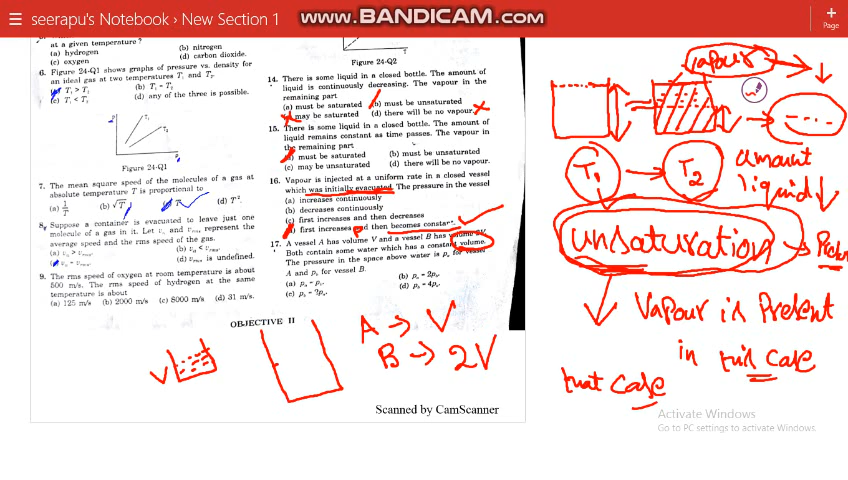 seerapu's Notebook › New Section 1
www.BANDICAM.com
Page
at a given temperature ?
(a) hydrogen (b) nitrogen
(c) oxygen (d) carbon dioxide.
6. Figure 24-Q1 shows graphs of pressure vs. density for
an ideal gas at two temperatures T₁ and T₂.
T₁ > T₂ (b) T₁ = T₂
(c) T₁ < T₂ (d) any of the three is possible.
Figure 24-Q1
7. The mean square speed of the molecules of a gas at
absolute temperature T is proportional to
(a) 1/T (b) √T (c) T (d) T².
8. Suppose a container is evacuated to leave just one
molecule of a gas in it. Let vₐ and vᵣₘₛ represent the
average speed and the rms speed of the gas.
(a) vₐ > vᵣₘₛ (b) vₐ < vᵣₘₛ
vₐ = vᵣₘₛ (d) vᵣₘₛ is undefined.
9. The rms speed of oxygen at room temperature is about
500 m/s. The rms speed of hydrogen at the same
temperature is about
(a) 125 m/s (b) 2000 m/s (c) 8000 m/s (d) 31 m/s.
T
Figure 24-Q2
14. There is some liquid in a closed bottle. The amount of
liquid is continuously decreasing. The vapour in the
remaining part
(a) must be saturated (b) must be unsaturated
may be saturated (d) there will be no vapour.
15. There is some liquid in a closed bottle. The amount of
liquid remains constant as time passes. The vapour in
the remaining part
must be saturated (b) must be unsaturated
(c) may be unsaturated (d) there will be no vapour.
16. Vapour is injected at a uniform rate in a closed vessel
which was initially evacuated. The pressure in the vessel
(a) increases continuously
(b) decreases continuously
(c) first increases and then decreases
first increases and then becomes constant.
17. A vessel A has volume V and a vessel B has volume 2V.
Both contain some water which has a constant volume.
The pressure in the space above water is pₐ for vessel
A and p_b for vessel B.
(b) pₐ = 2p_b
(d) pₐ = 4p_b
OBJECTIVE II
V
A → V
B → 2V
Scanned by CamScanner
vapour → ↓
T₁ → T₂
amount
liquid ↓
unsaturation
↓ Vapour is Present
in this Case
that Case
Activate Windows
Go to PC settings to activate Windows.